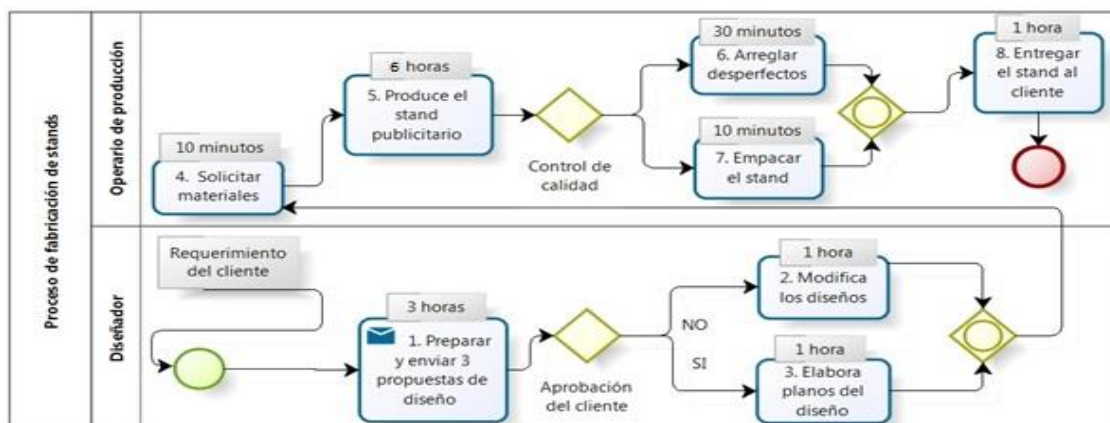 Proceso de fabricación de stands
Operario de producción
10 minutos
4. Solicitar
materiales
6 horas
5. Produce el
stand
publicitario
Control de
calidad
30 minutos
6. Arreglar
desperfectos
10 minutos
7. Empacar
el stand
1 hora
8. Entregar
el stand al
cliente
Diseñador
Requerimiento
del cliente
3 horas
1. Preparar
y enviar 3
propuestas de
diseño
Aprobación
del cliente
NO
SI
1 hora
2. Modifica
los diseños
1 hora
3. Elabora
planos del
diseño